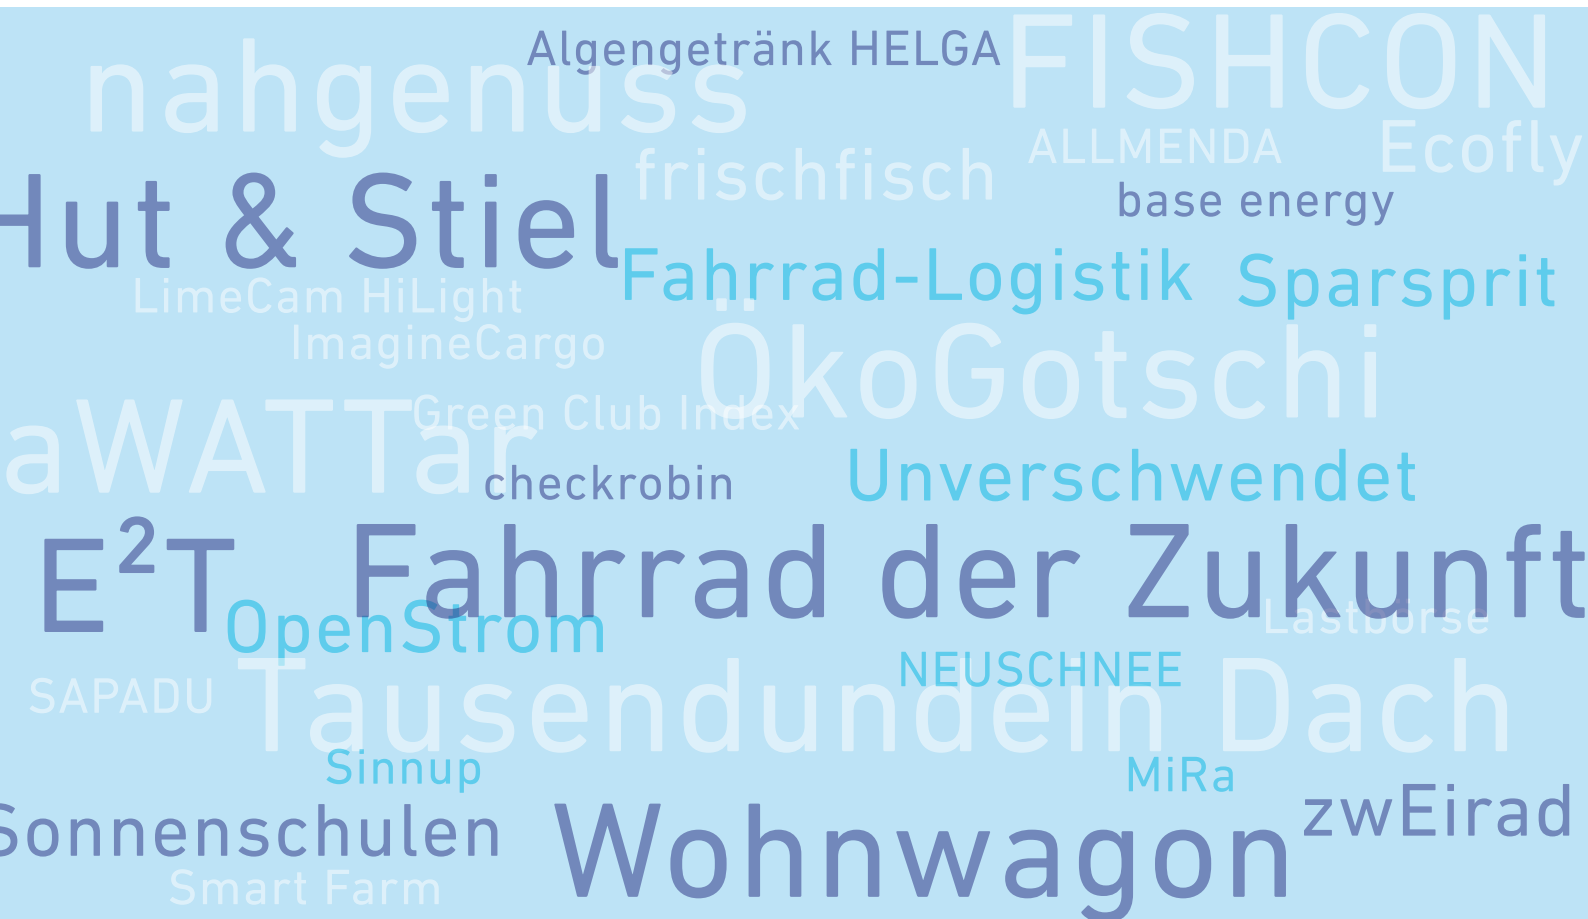 Algengetränk HELGA
FISHCON
nahgenuss
ALLMENDA
Ecofly
frischfisch
base energy
Hut & Stiel
Fahrrad-Logistik
Sparsprit
LimeCam HiLight
ImagineCargo
ÖkoGotschi
Green Club Index
aWATTar
checkrobin
Unverschwendet
E²T
Fahrrad der Zukunft
OpenStrom
Lastbörse
NEUSCHNEE
SAPADU
Tausendundein Dach
Sinnup
MiRa
zwEirad
Sonnenschulen
Wohnwagon
Smart Farm